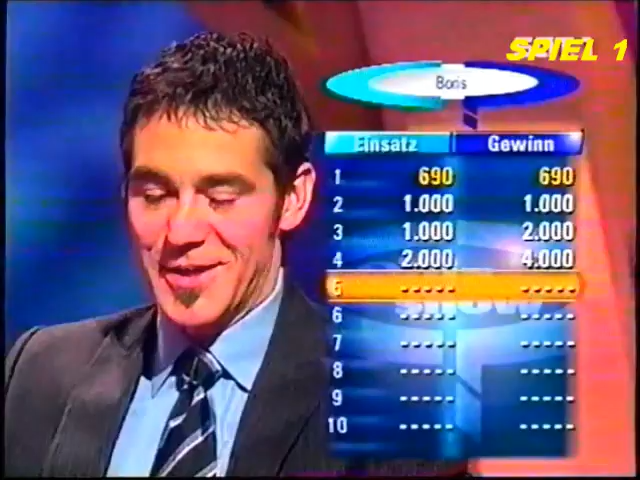 SPIEL 1
Boris
Einsatz Gewinn
1 690 690
2 1.000 1.000
3 1.000 2.000
4 2.000 4.000
5 ----- -----
6 ----- -----
7 ----- -----
8 ----- -----
9 ----- -----
10 ----- -----